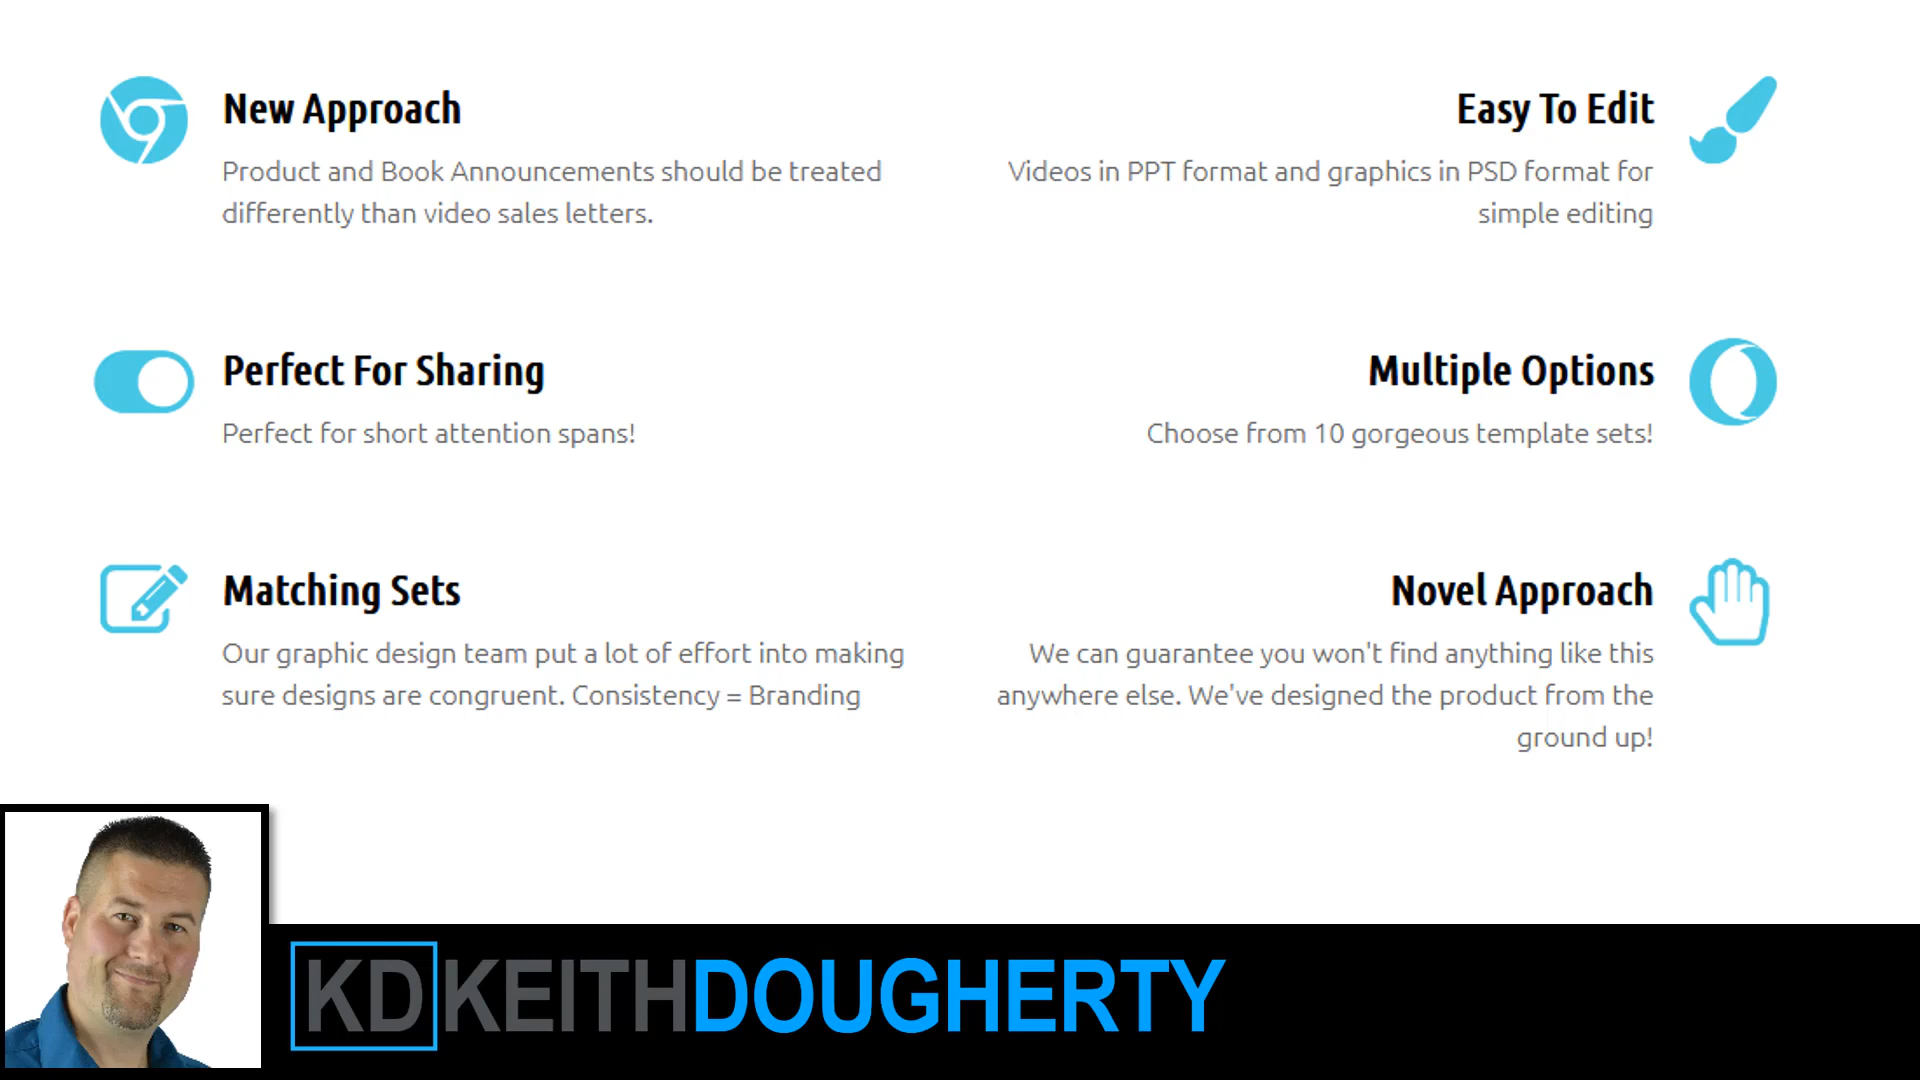 New Approach
Product and Book Announcements should be treated
differently than video sales letters.
Easy To Edit
Videos in PPT format and graphics in PSD format for
simple editing
Perfect For Sharing
Perfect for short attention spans!
Multiple Options
Choose from 10 gorgeous template sets!
Matching Sets
Our graphic design team put a lot of effort into making
sure designs are congruent. Consistency = Branding
Novel Approach
We can guarantee you won't find anything like this
anywhere else. We've designed the product from the
ground up!
KD KEITHDOUGHERTY